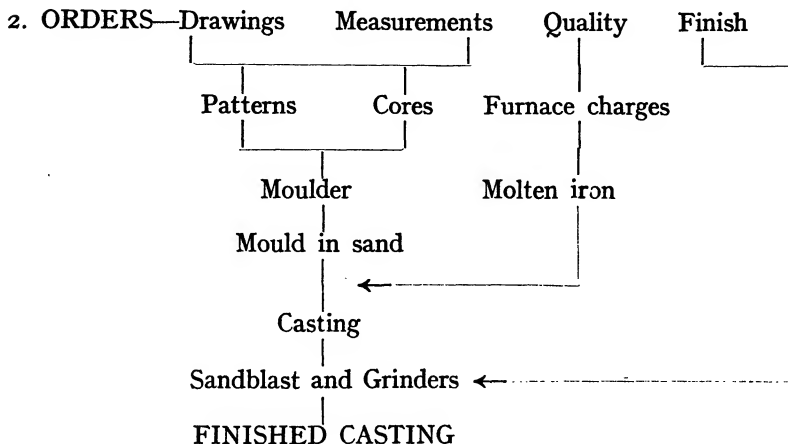 2. ORDERS—Drawings Measurements Quality Finish
Patterns Cores Furnace charges
Moulder Molten iron
Mould in sand
Casting
Sandblast and Grinders
FINISHED CASTING